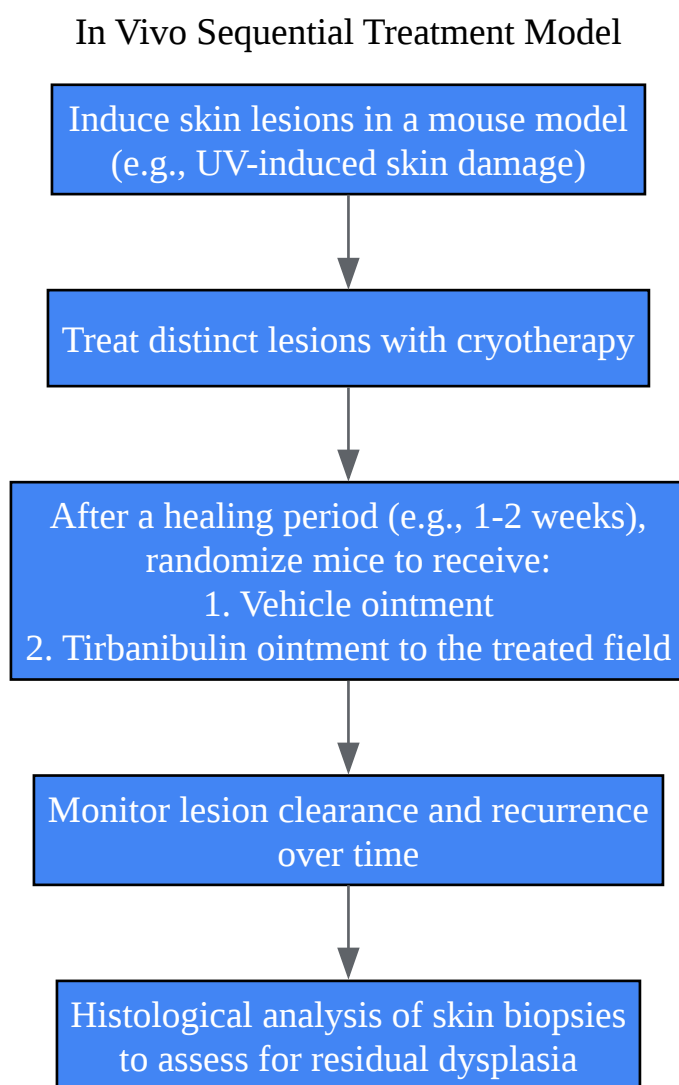 In Vivo Sequential Treatment Model
Induce skin lesions in a mouse model
(e.g., UV-induced skin damage)
Treat distinct lesions with cryotherapy
After a healing period (e.g., 1-2 weeks),
randomize mice to receive:
1. Vehicle ointment
2. Tirbanibulin ointment to the treated field
Monitor lesion clearance and recurrence
over time
Histological analysis of skin biopsies
to assess for residual dysplasia